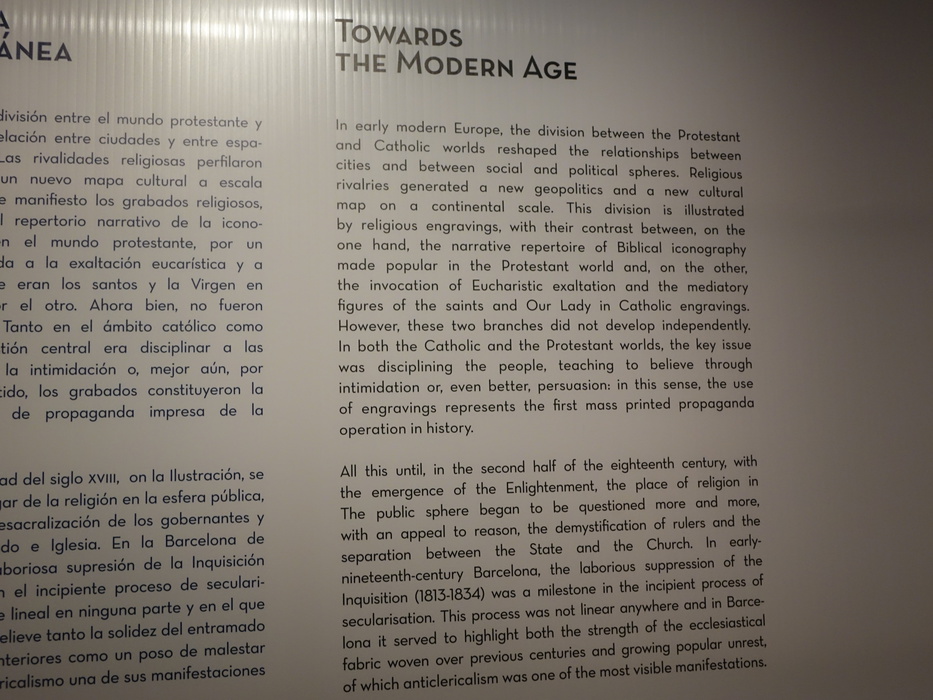 A
ÁNEA
división entre el mundo protestante y
elación entre ciudades y entre espa-
Las rivalidades religiosas perfilaron
un nuevo mapa cultural a escala
e manifiesto los grabados religiosos,
l repertorio narrativo de la icono-
n el mundo protestante, por un
da a la exaltación eucarística y a
e eran los santos y la Virgen en
r el otro. Ahora bien, no fueron
Tanto en el ámbito católico como
tión central era disciplinar a las
la intimidación o, mejor aún, por
tido, los grabados constituyeron la
de propaganda impresa de la
ad del siglo XVIII, on la Ilustración, se
gar de la religión en la esfera pública,
esacralización de los gobernantes y
do e Iglesia. En la Barcelona de
aboriosa supresión de la Inquisición
n el incipiente proceso de seculari-
e lineal en ninguna parte y en el que
elieve tanto la solidez del entramado
nteriores como un poso de malestar
ricalismo una de sus manifestaciones
TOWARDS
THE MODERN AGE
In early modern Europe, the division between the Protestant
and Catholic worlds reshaped the relationships between
cities and between social and political spheres. Religious
rivalries generated a new geopolitics and a new cultural
map on a continental scale. This division is illustrated
by religious engravings, with their contrast between, on the
one hand, the narrative repertoire of Biblical iconography
made popular in the Protestant world and, on the other,
the invocation of Eucharistic exaltation and the mediatory
figures of the saints and Our Lady in Catholic engravings.
However, these two branches did not develop independently.
In both the Catholic and the Protestant worlds, the key issue
was disciplining the people, teaching to believe through
intimidation or, even better, persuasion: in this sense, the use
of engravings represents the first mass printed propaganda
operation in history.
All this until, in the second half of the eighteenth century, with
the emergence of the Enlightenment, the place of religion in
The public sphere began to be questioned more and more,
with an appeal to reason, the demystification of rulers and the
separation between the State and the Church. In early-
nineteenth-century Barcelona, the laborious suppression of the
Inquisition (1813-1834) was a milestone in the incipient process of
secularisation. This process was not linear anywhere and in Barce-
lona it served to highlight both the strength of the ecclesiastical
fabric woven over previous centuries and growing popular unrest,
of which anticlericalism was one of the most visible manifestations.